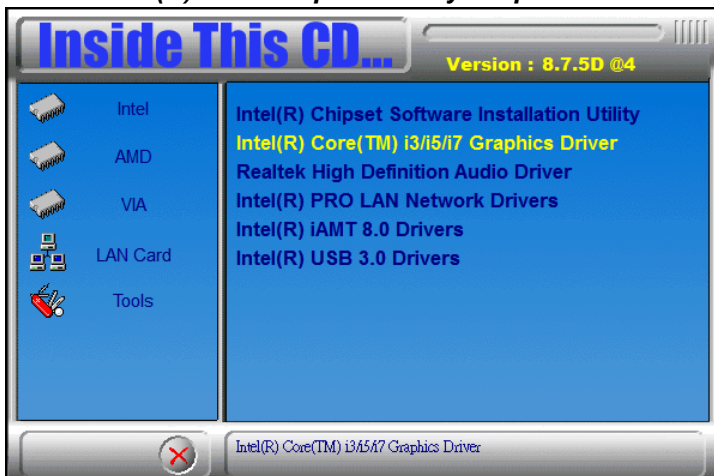 Inside This CD...
Version : 8.7.5D @4
Intel
AMD
VIA
LAN Card
Tools
Intel(R) Chipset Software Installation Utility
Intel(R) Core(TM) i3/i5/i7 Graphics Driver
Realtek High Definition Audio Driver
Intel(R) PRO LAN Network Drivers
Intel(R) iAMT 8.0 Drivers
Intel(R) USB 3.0 Drivers
Intel(R) Core(TM) i3/i5/i7 Graphics Driver